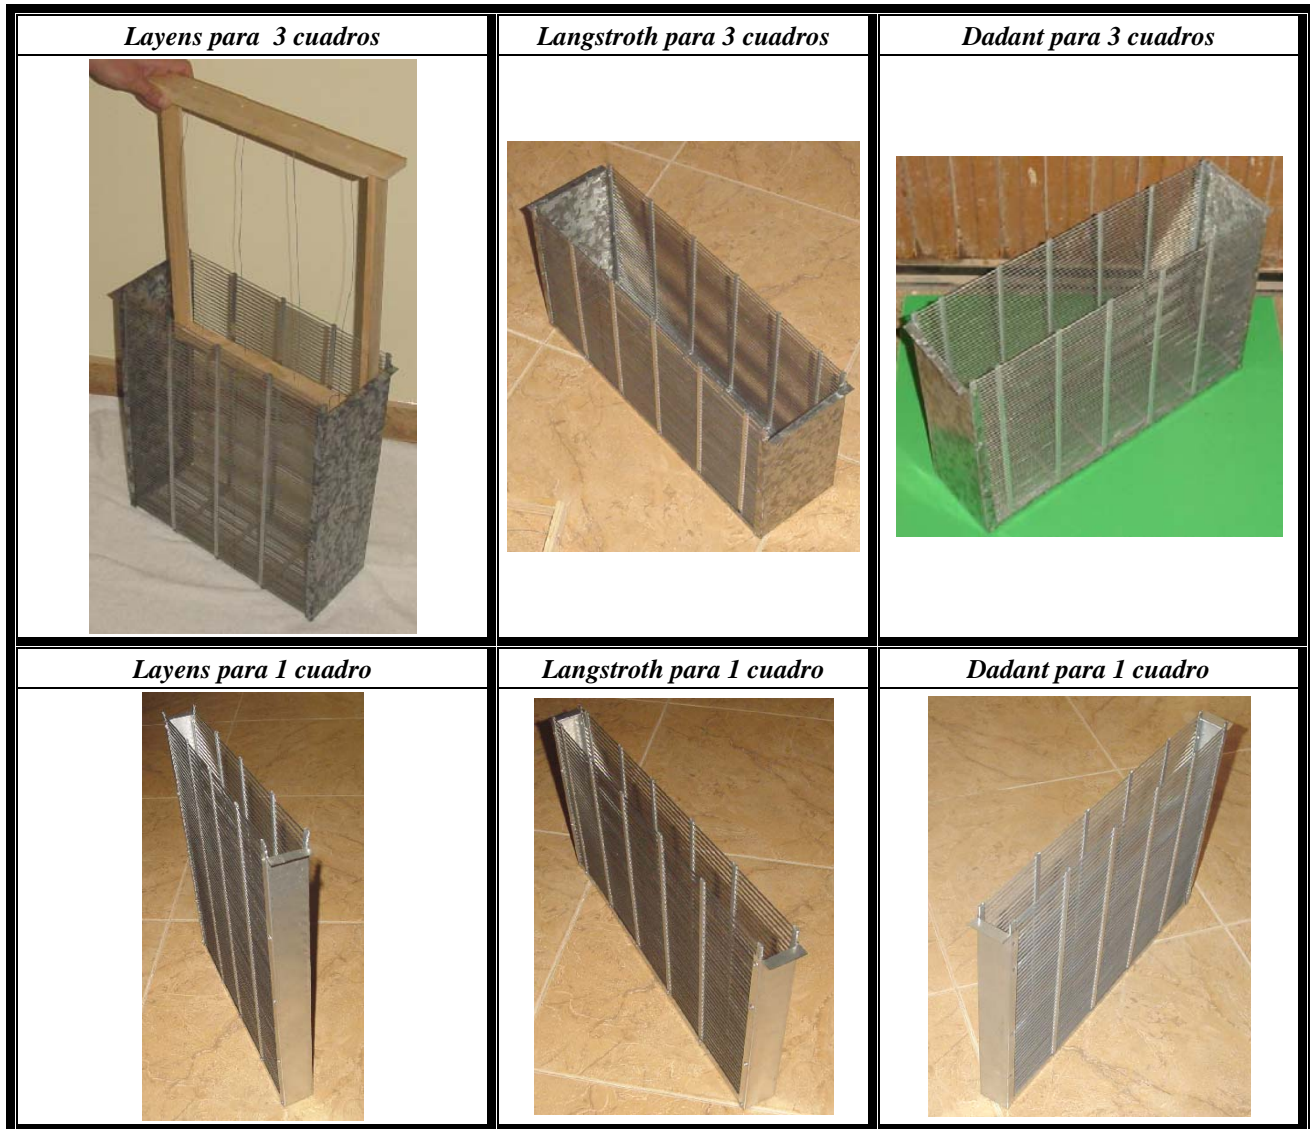 Layens para 3 cuadros
Langstroth para 3 cuadros
Dadant para 3 cuadros
Layens para 1 cuadro
Langstroth para 1 cuadro
Dadant para 1 cuadro